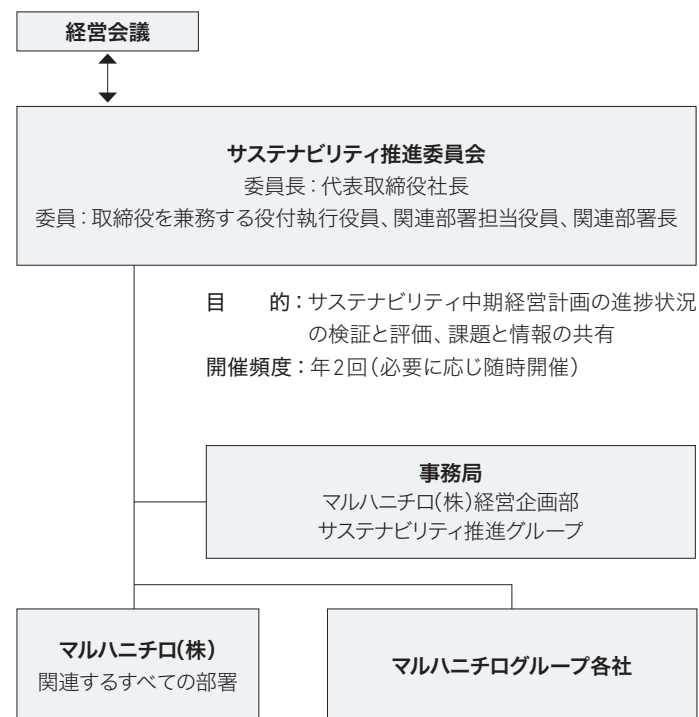 経営会議
サステナビリティ推進委員会
委員長：代表取締役社長
委員：取締役を兼務する役付執行役員、関連部署担当役員、関連部署長
目　　的：サステナビリティ中期経営計画の進捗状況
の検証と評価、課題と情報の共有
開催頻度：年2回（必要に応じ随時開催）
事務局
マルハニチロ(株)経営企画部
サステナビリティ推進グループ
マルハニチロ(株)
関連するすべての部署
マルハニチログループ各社